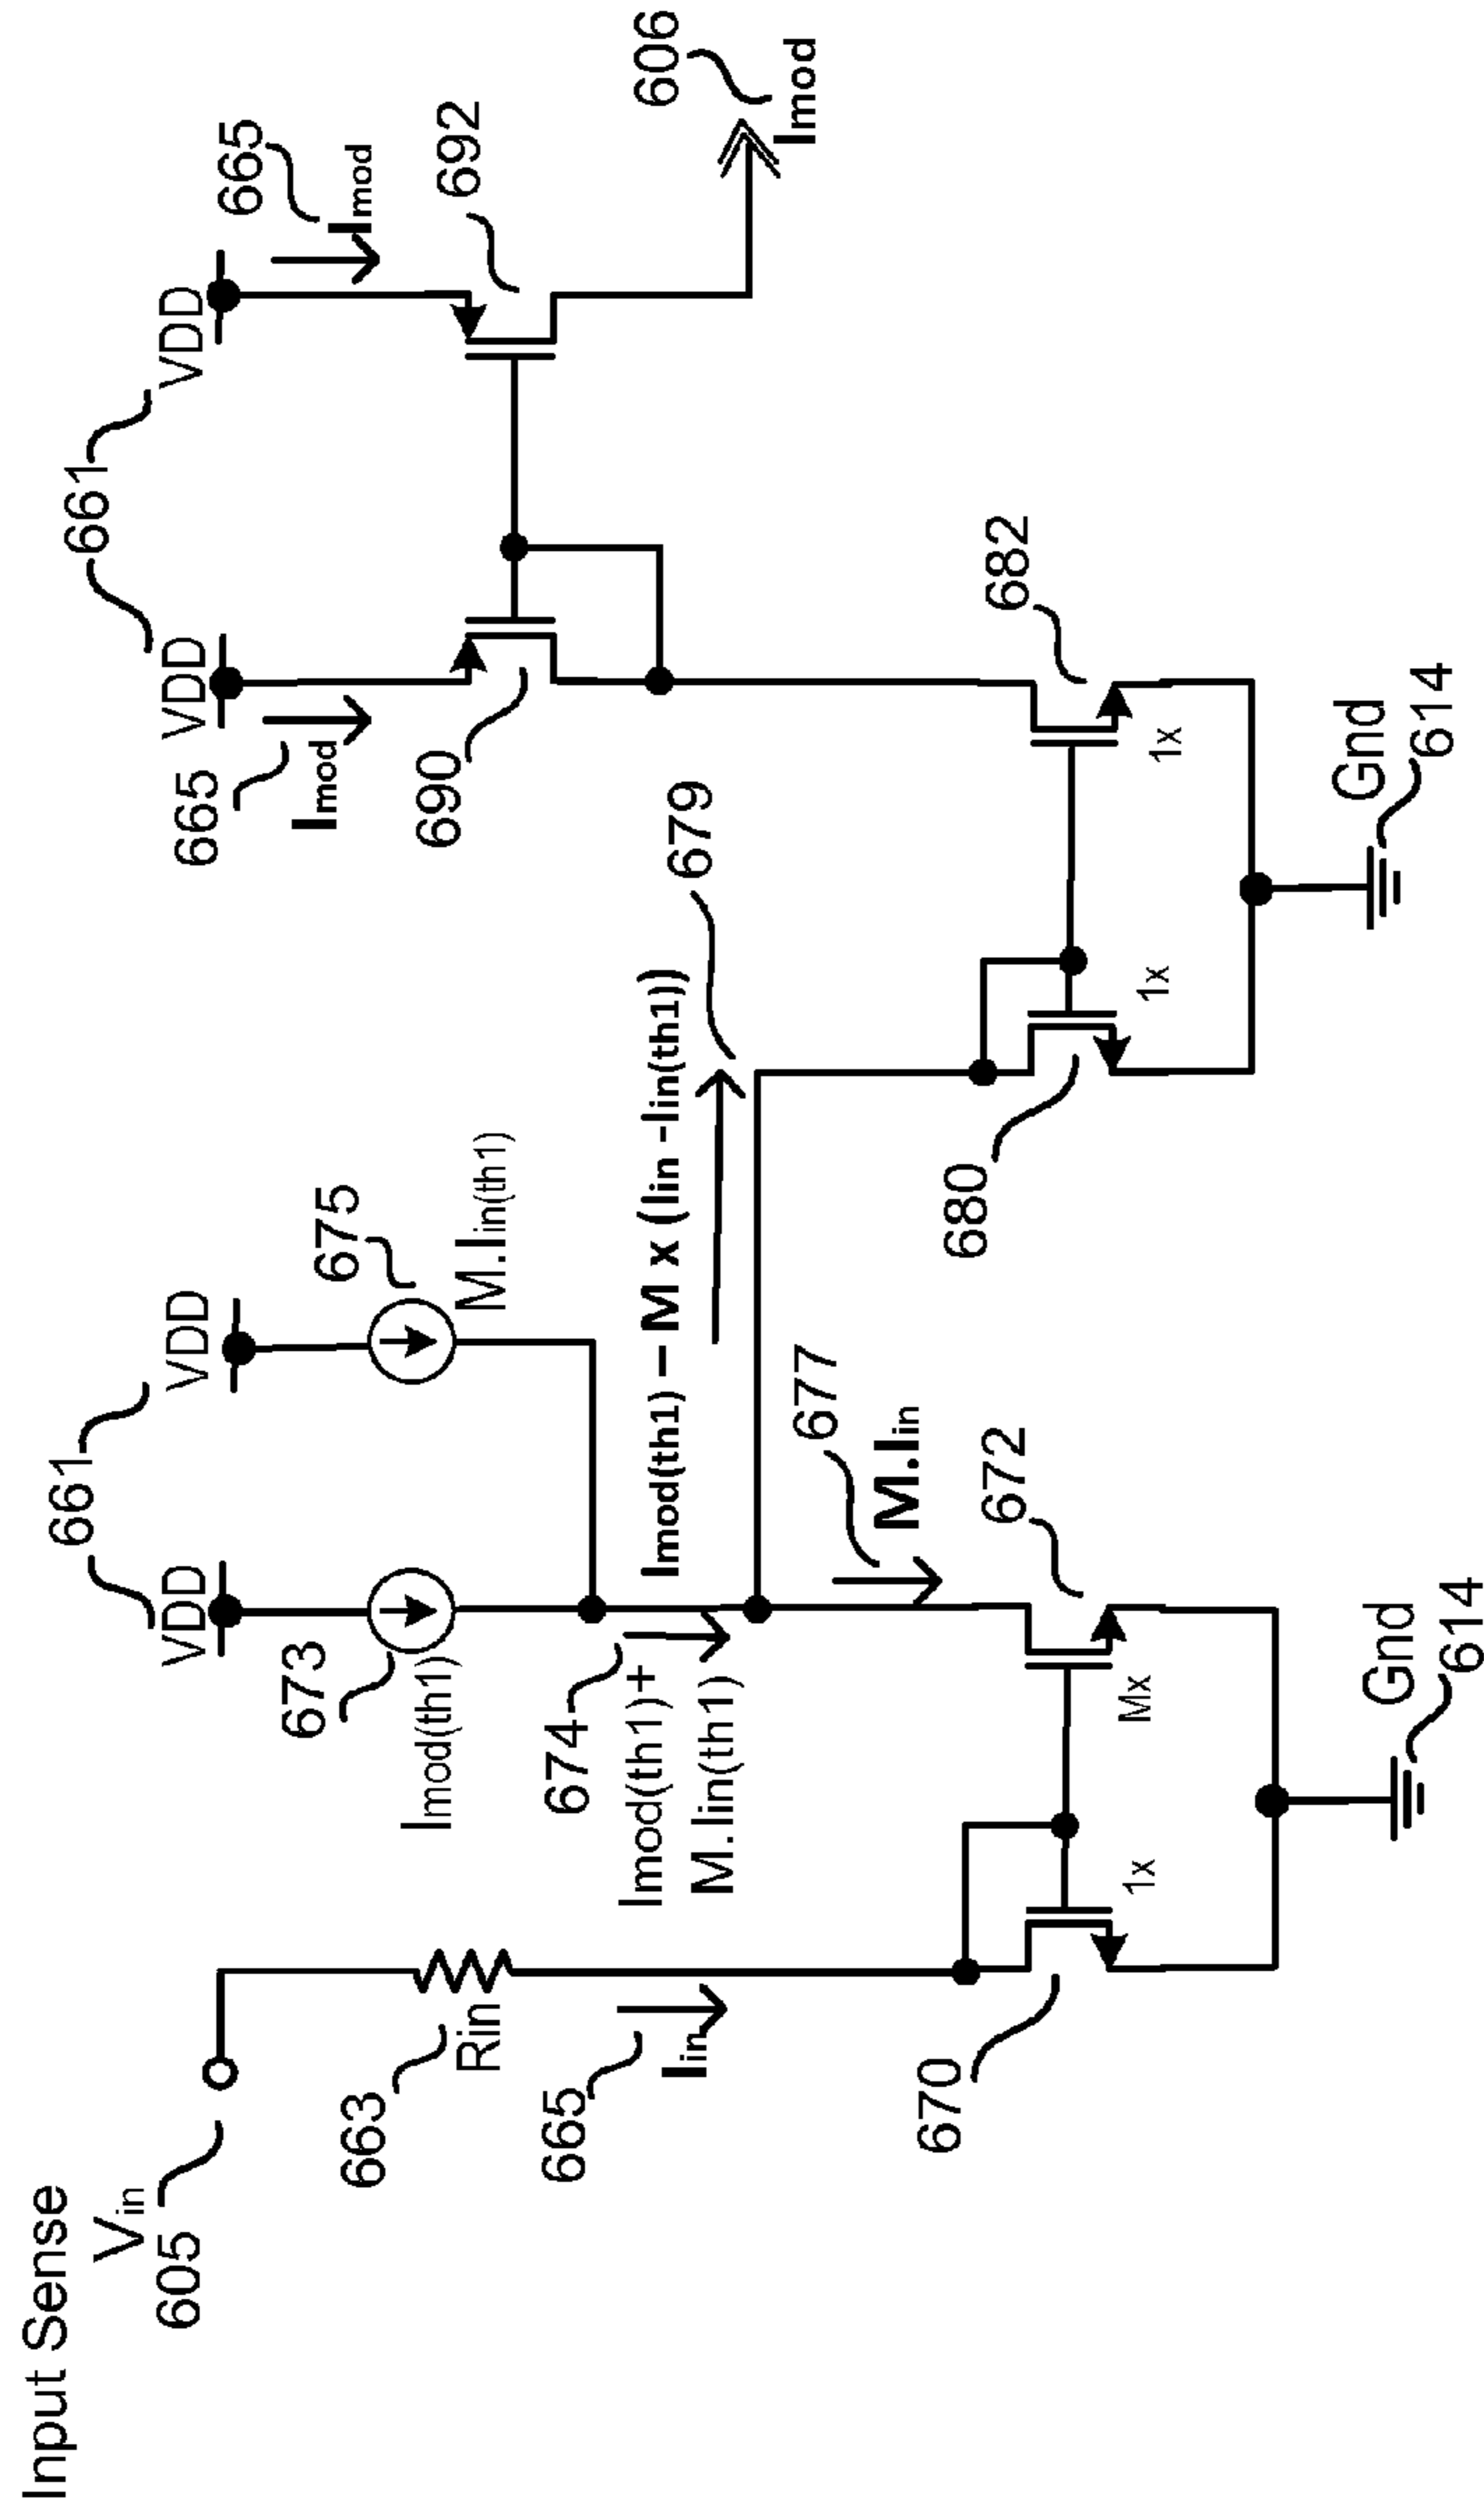 Input Sense
Vin
605
663
Rin
665
Iin
670
1x
661
VDD
VDD
673
Imod(th1)
675
M.Iin(th1)
674
Imod(th1)+
M.Iin(th1)
Imod(th1) – M x (Iin -Iin(th1))
679
677
M.Iin
672
Mx
Gnd
614
661
VDD
VDD
665
Imod
665
Imod
690
692
606
Imod
680
1x
682
1x
Gnd
614